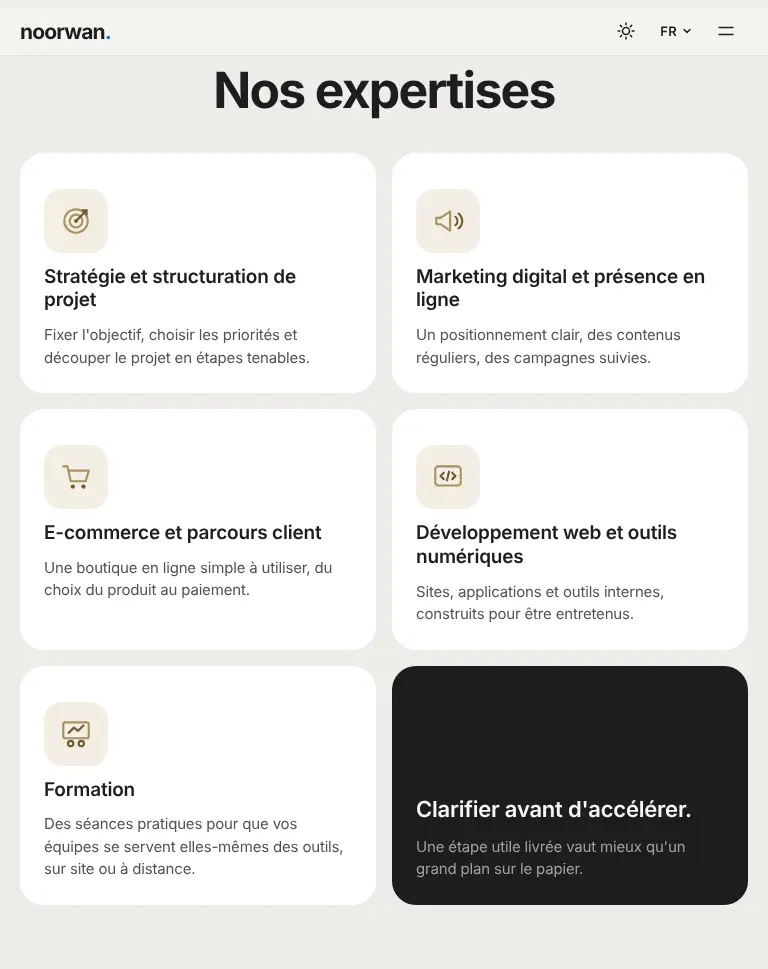 noorwan.
FR
Nos expertises
Stratégie et structuration de
projet
Fixer l'objectif, choisir les priorités et
découper le projet en étapes tenables.
Marketing digital et présence en
ligne
Un positionnement clair, des contenus
réguliers, des campagnes suivies.
E-commerce et parcours client
Une boutique en ligne simple à utiliser, du
choix du produit au paiement.
Développement web et outils
numériques
Sites, applications et outils internes,
construits pour être entretenus.
Formation
Des séances pratiques pour que vos
équipes se servent elles-mêmes des outils,
sur site ou à distance.
Clarifier avant d'accélérer.
Une étape utile livrée vaut mieux qu'un
grand plan sur le papier.